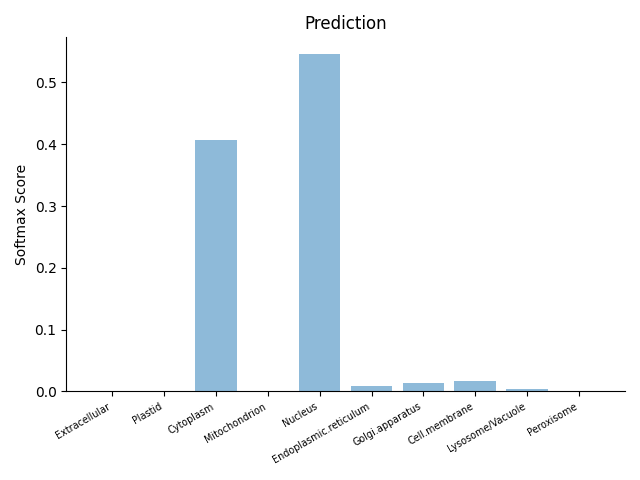 Prediction
Softmax Score
0.5
0.4
0.3
0.2
0.1
0.0
Extracellular
Plastid
Cytoplasm
Mitochondrion
Nucleus
Endoplasmic.reticulum
Golgi.apparatus
Cell.membrane
Lysosome/Vacuole
Peroxisome